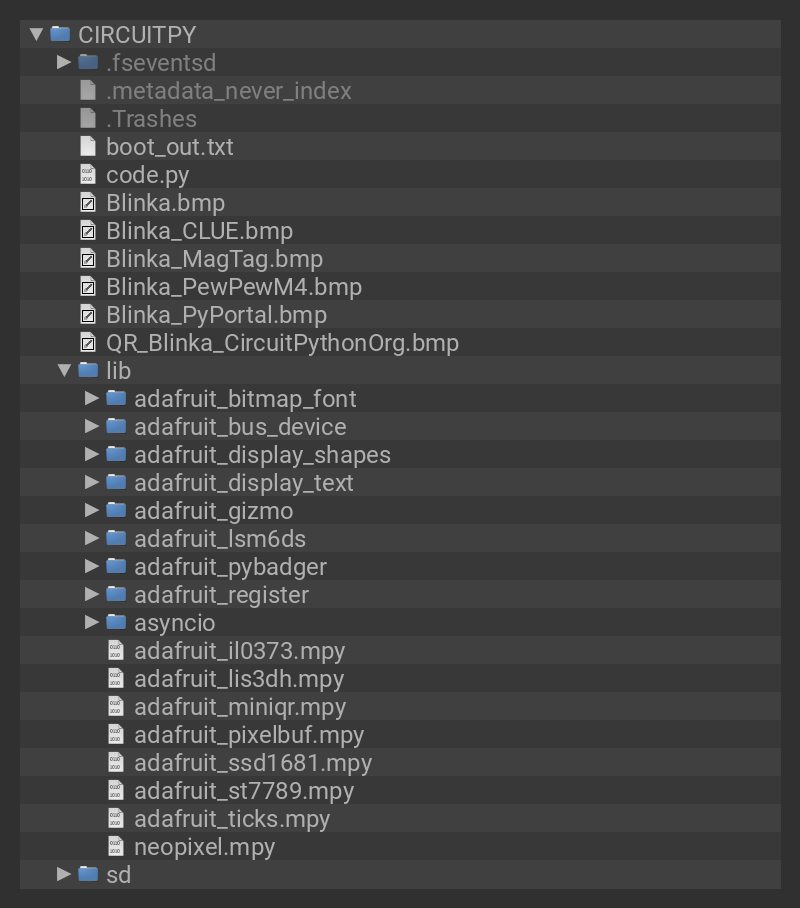 CIRCUITPY
.fseventsd
.metadata_never_index
.Trashes
boot_out.txt
code.py
Blinka.bmp
Blinka_CLUE.bmp
Blinka_MagTag.bmp
Blinka_PewPewM4.bmp
Blinka_PyPortal.bmp
QR_Blinka_CircuitPythonOrg.bmp
lib
adafruit_bitmap_font
adafruit_bus_device
adafruit_display_shapes
adafruit_display_text
adafruit_gizmo
adafruit_lsm6ds
adafruit_pybadger
adafruit_register
asyncio
adafruit_il0373.mpy
adafruit_lis3dh.mpy
adafruit_miniqr.mpy
adafruit_pixelbuf.mpy
adafruit_ssd1681.mpy
adafruit_st7789.mpy
adafruit_ticks.mpy
neopixel.mpy
sd